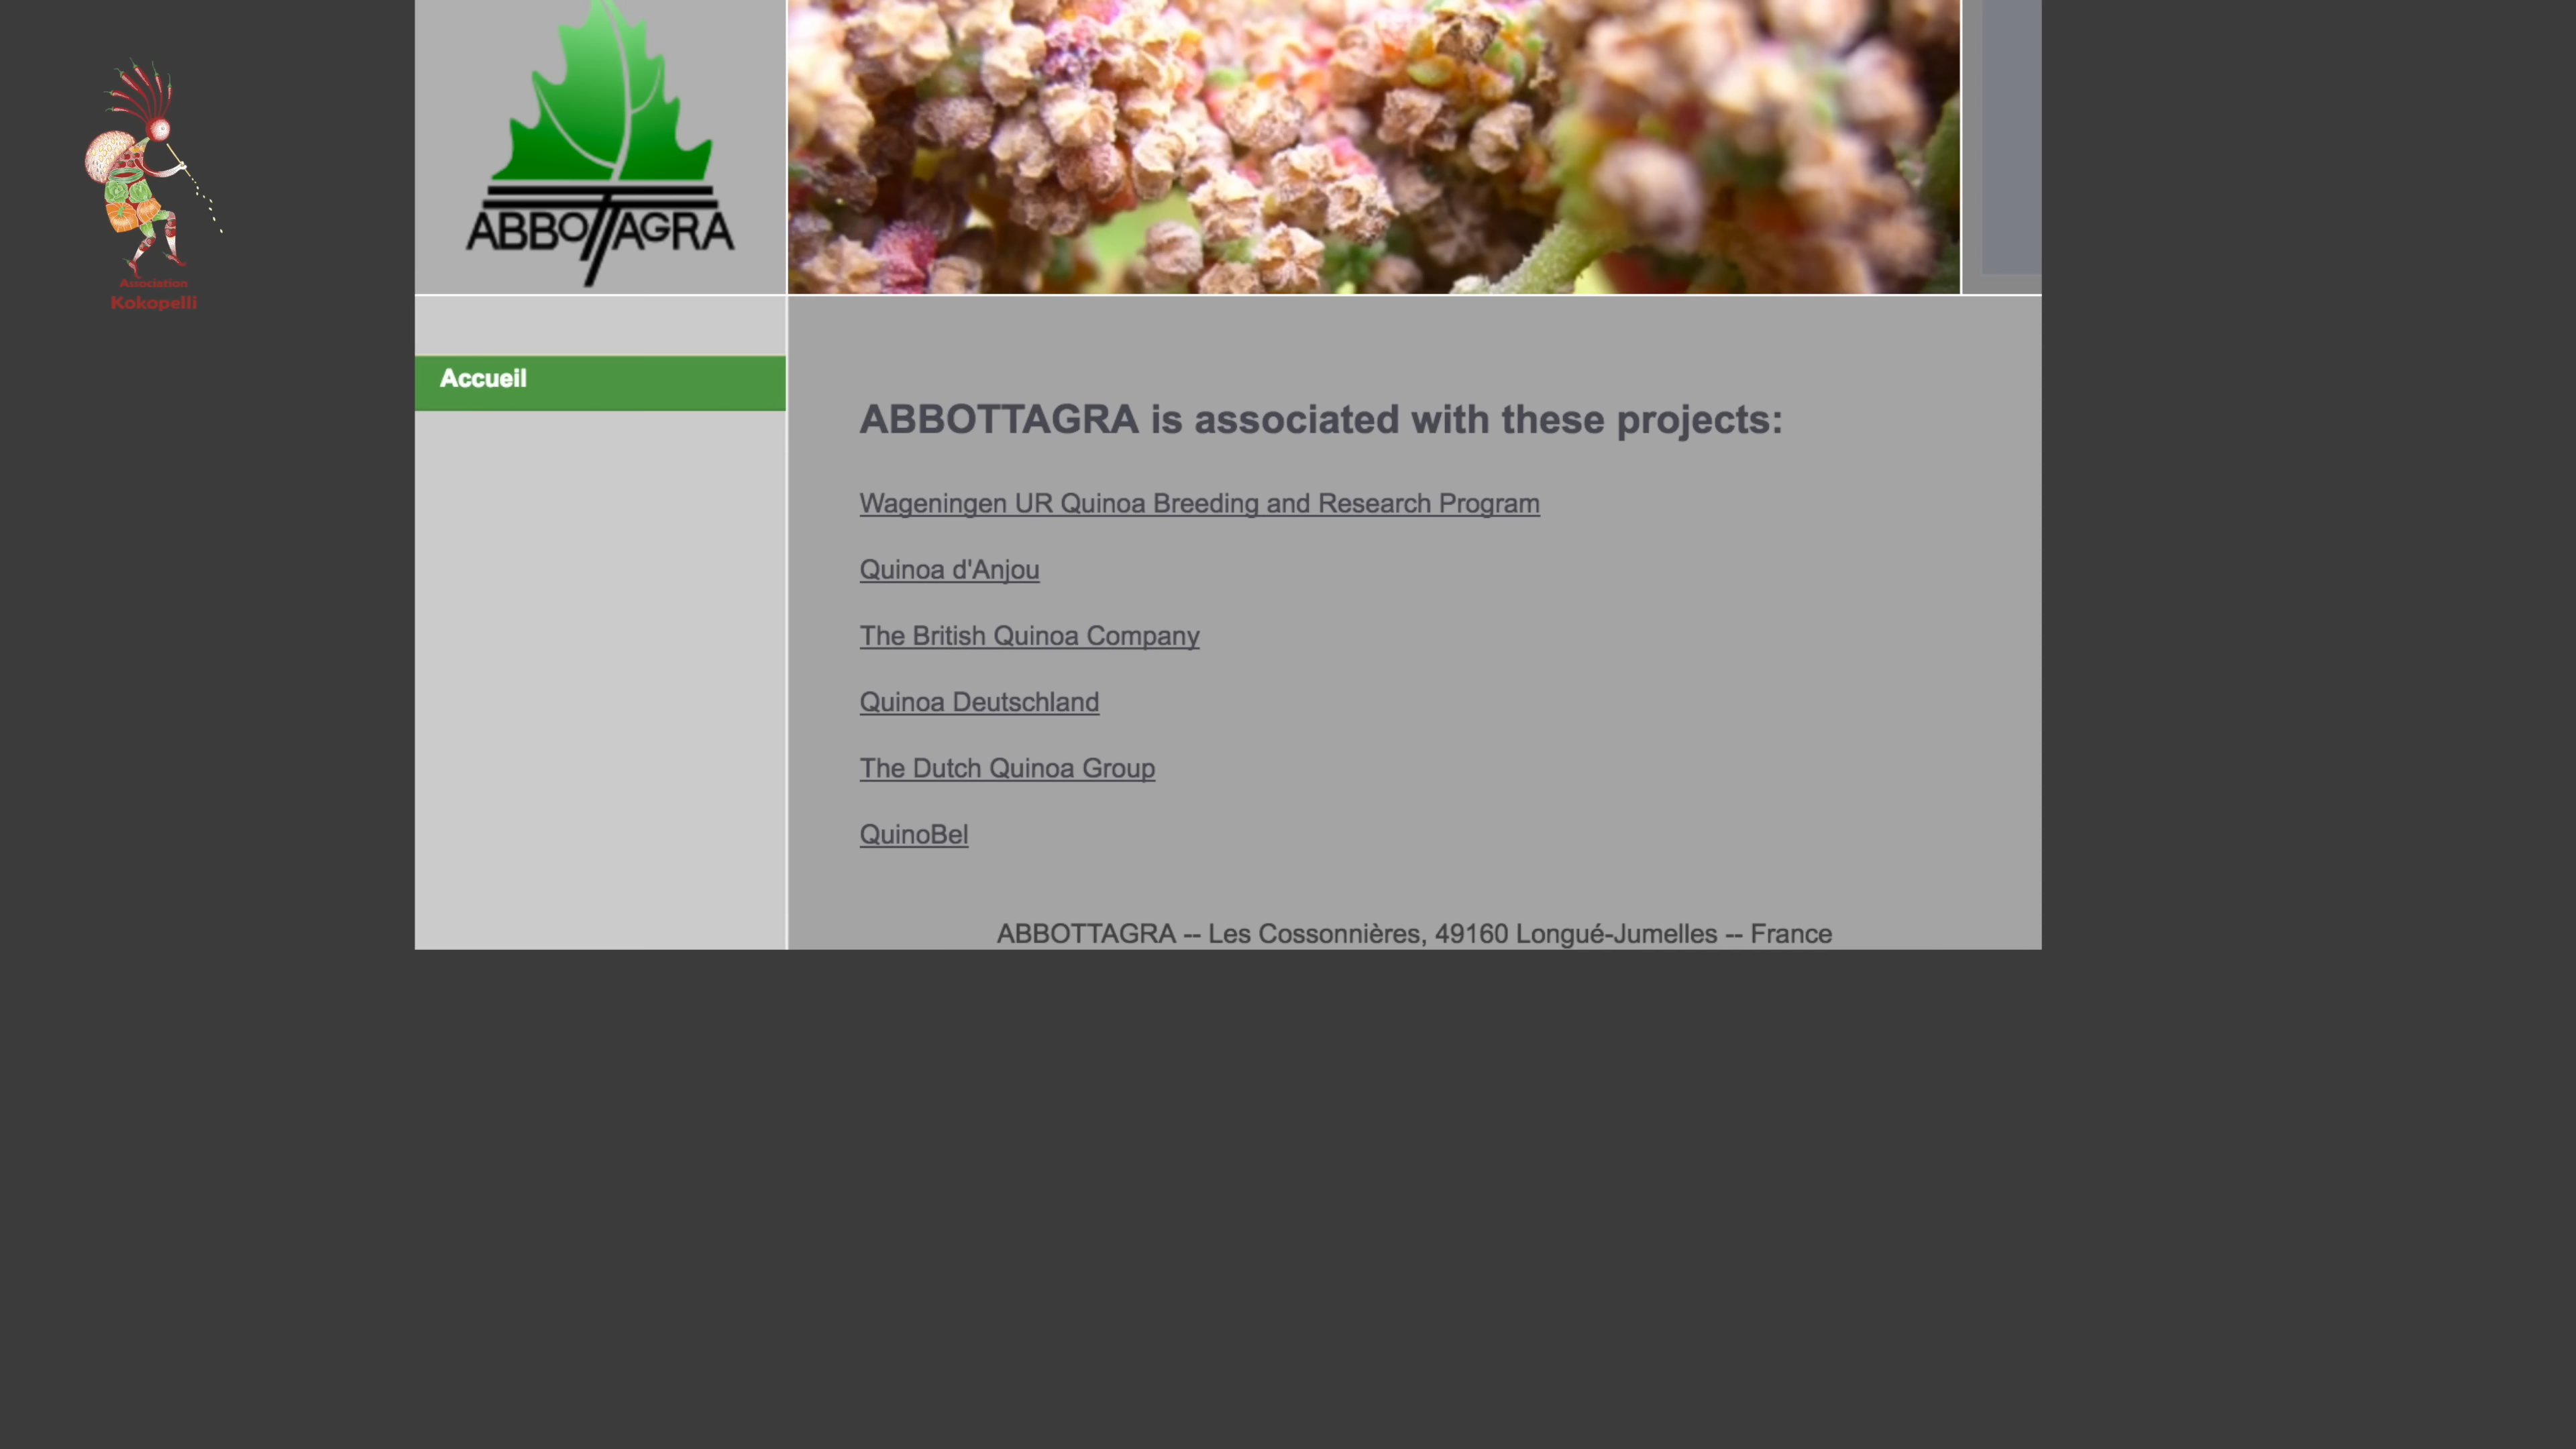 Association
Kokopelli
ABBOTTAGRA
Accueil
ABBOTTAGRA is associated with these projects:
Wageningen UR Quinoa Breeding and Research Program
Quinoa d'Anjou
The British Quinoa Company
Quinoa Deutschland
The Dutch Quinoa Group
QuinoBel
ABBOTTAGRA -- Les Cossonnières, 49160 Longué-Jumelles -- France